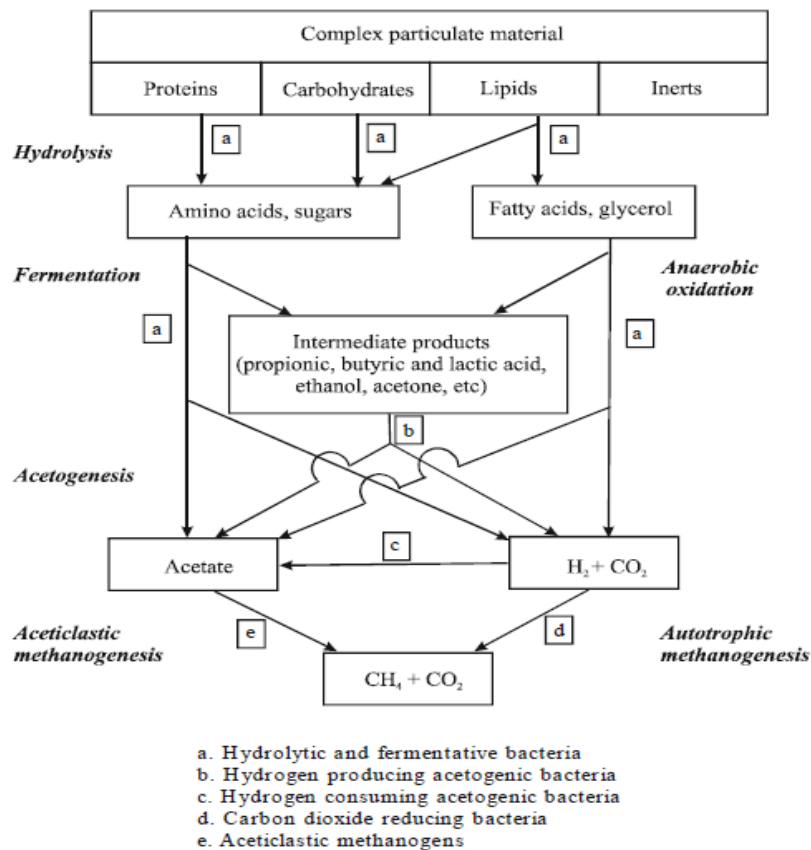 Complex particulate material
Proteins
Carbohydrates
Lipids
Inerts
a
a
a
Hydrolysis
Amino acids, sugars
Fatty acids, glycerol
Fermentation
Anaerobic
oxidation
a
a
Intermediate products
(propionic, butyric and lactic acid,
ethanol, acetone, etc)
b
Acetogenesis
c
Acetate
H₂ + CO₂
Aceticlastic
methanogenesis
e
d
Autotrophic
methanogenesis
CH₄ + CO₂
a. Hydrolytic and fermentative bacteria
b. Hydrogen producing acetogenic bacteria
c. Hydrogen consuming acetogenic bacteria
d. Carbon dioxide reducing bacteria
e. Aceticlastic methanogens